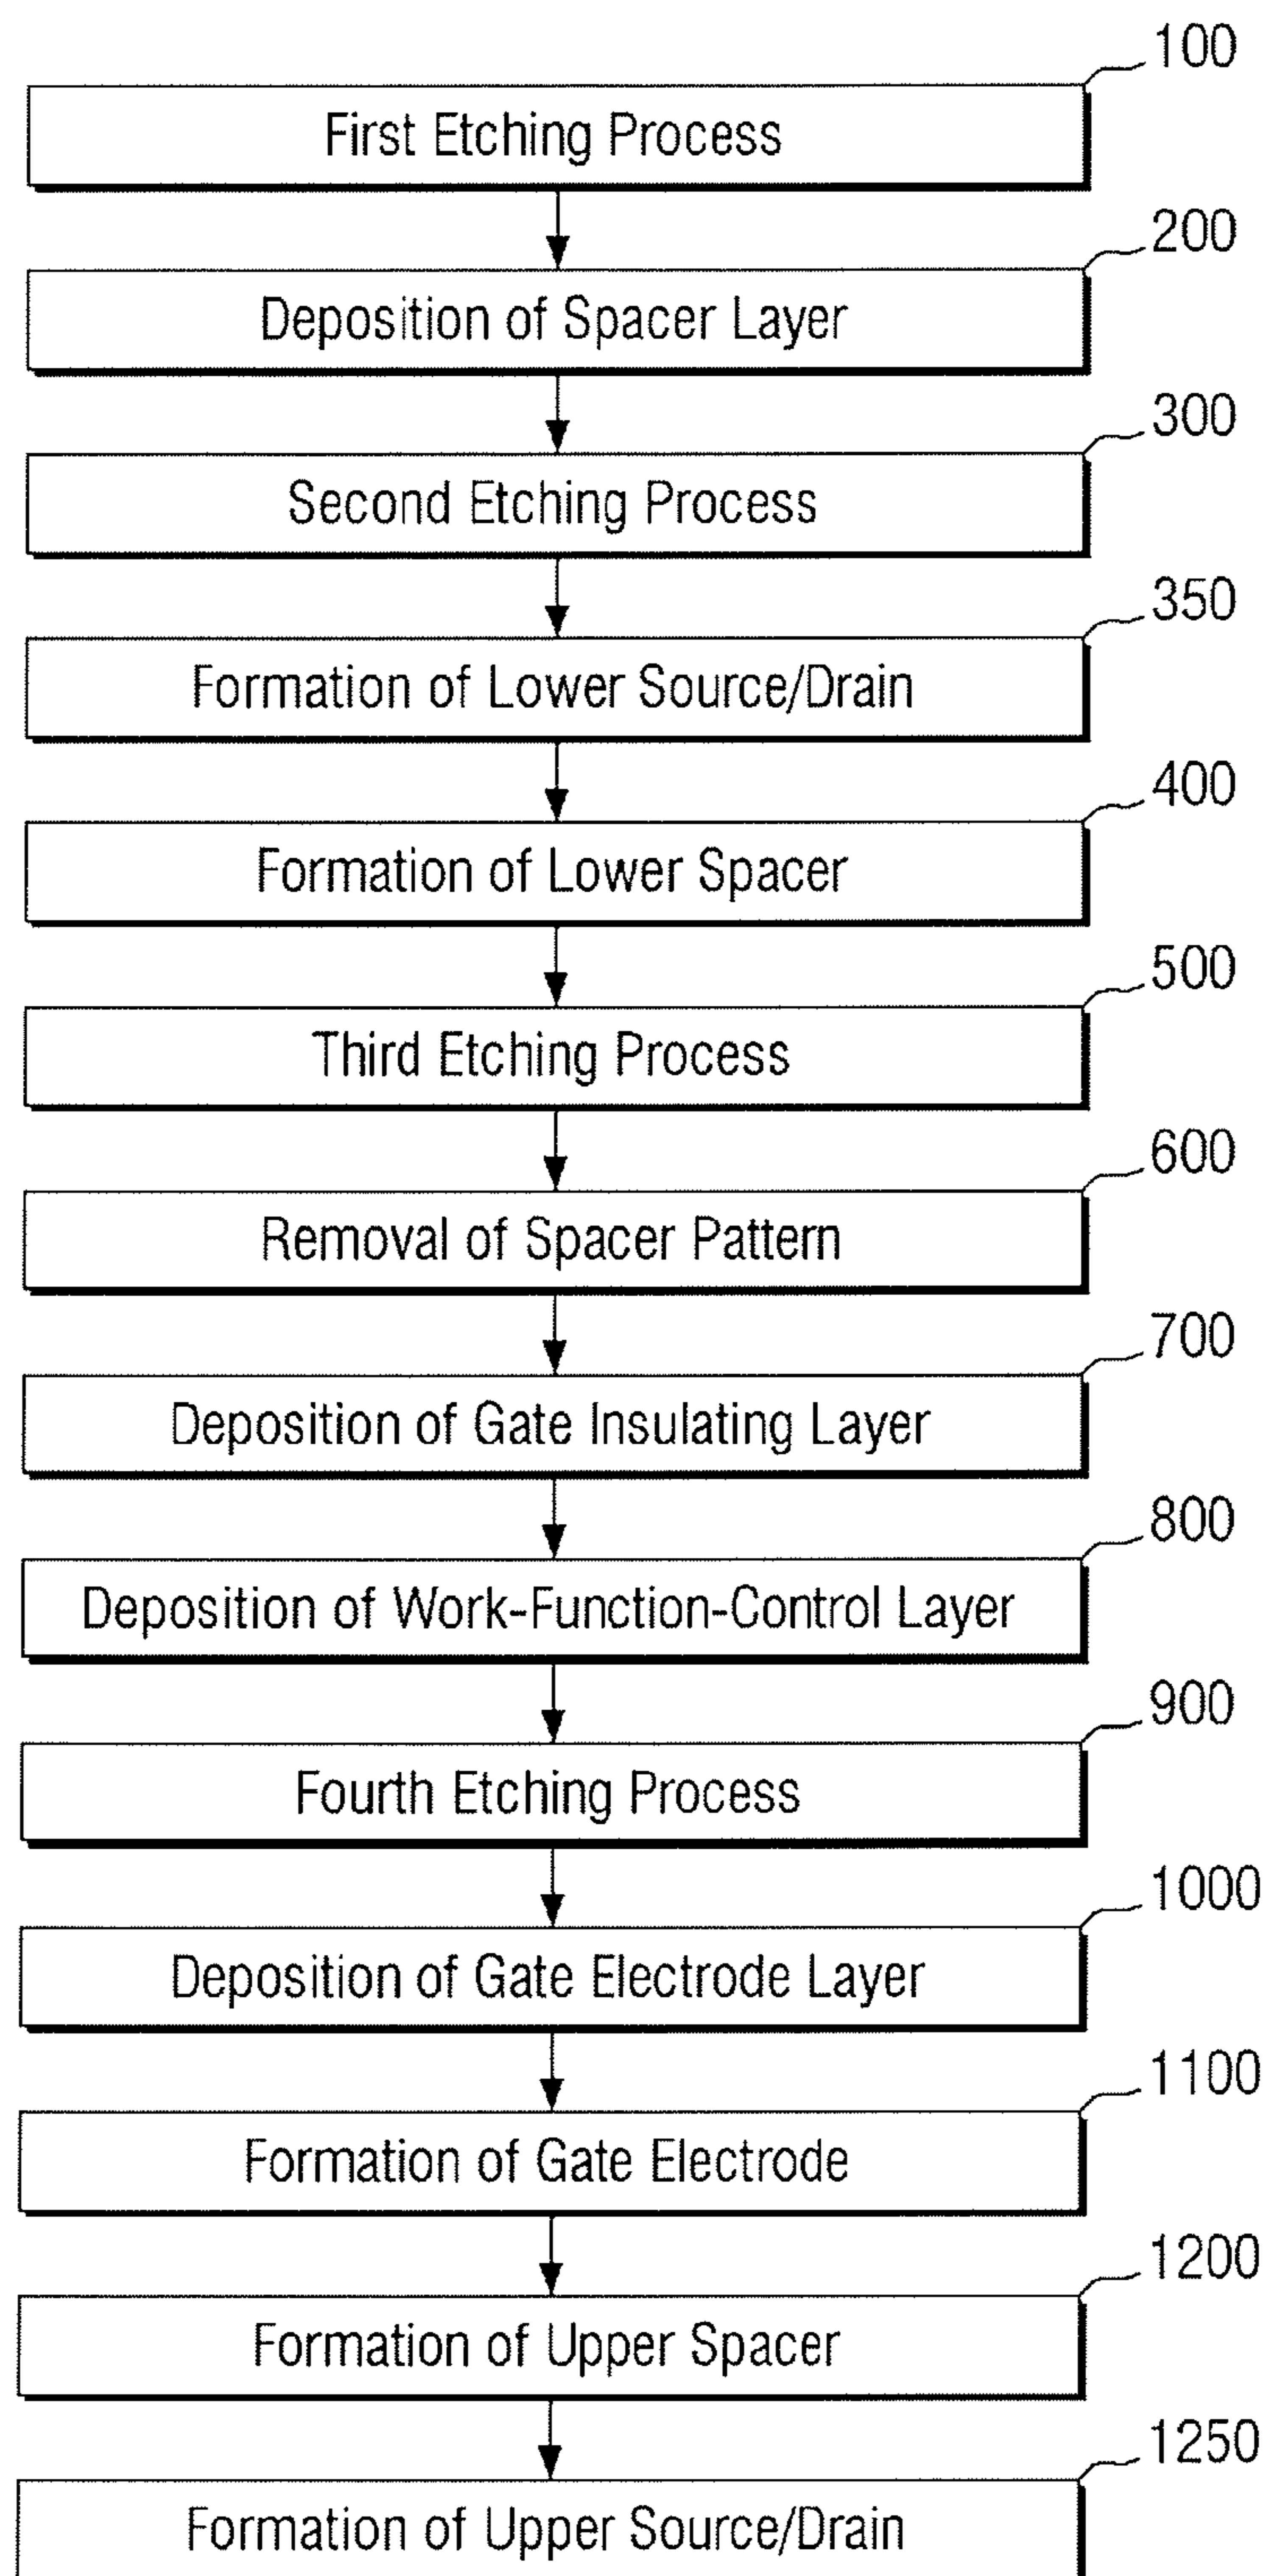 100
First Etching Process
200
Deposition of Spacer Layer
300
Second Etching Process
350
Formation of Lower Source/Drain
400
Formation of Lower Spacer
500
Third Etching Process
600
Removal of Spacer Pattern
700
Deposition of Gate Insulating Layer
800
Deposition of Work-Function-Control Layer
900
Fourth Etching Process
1000
Deposition of Gate Electrode Layer
1100
Formation of Gate Electrode
1200
Formation of Upper Spacer
1250
Formation of Upper Source/Drain